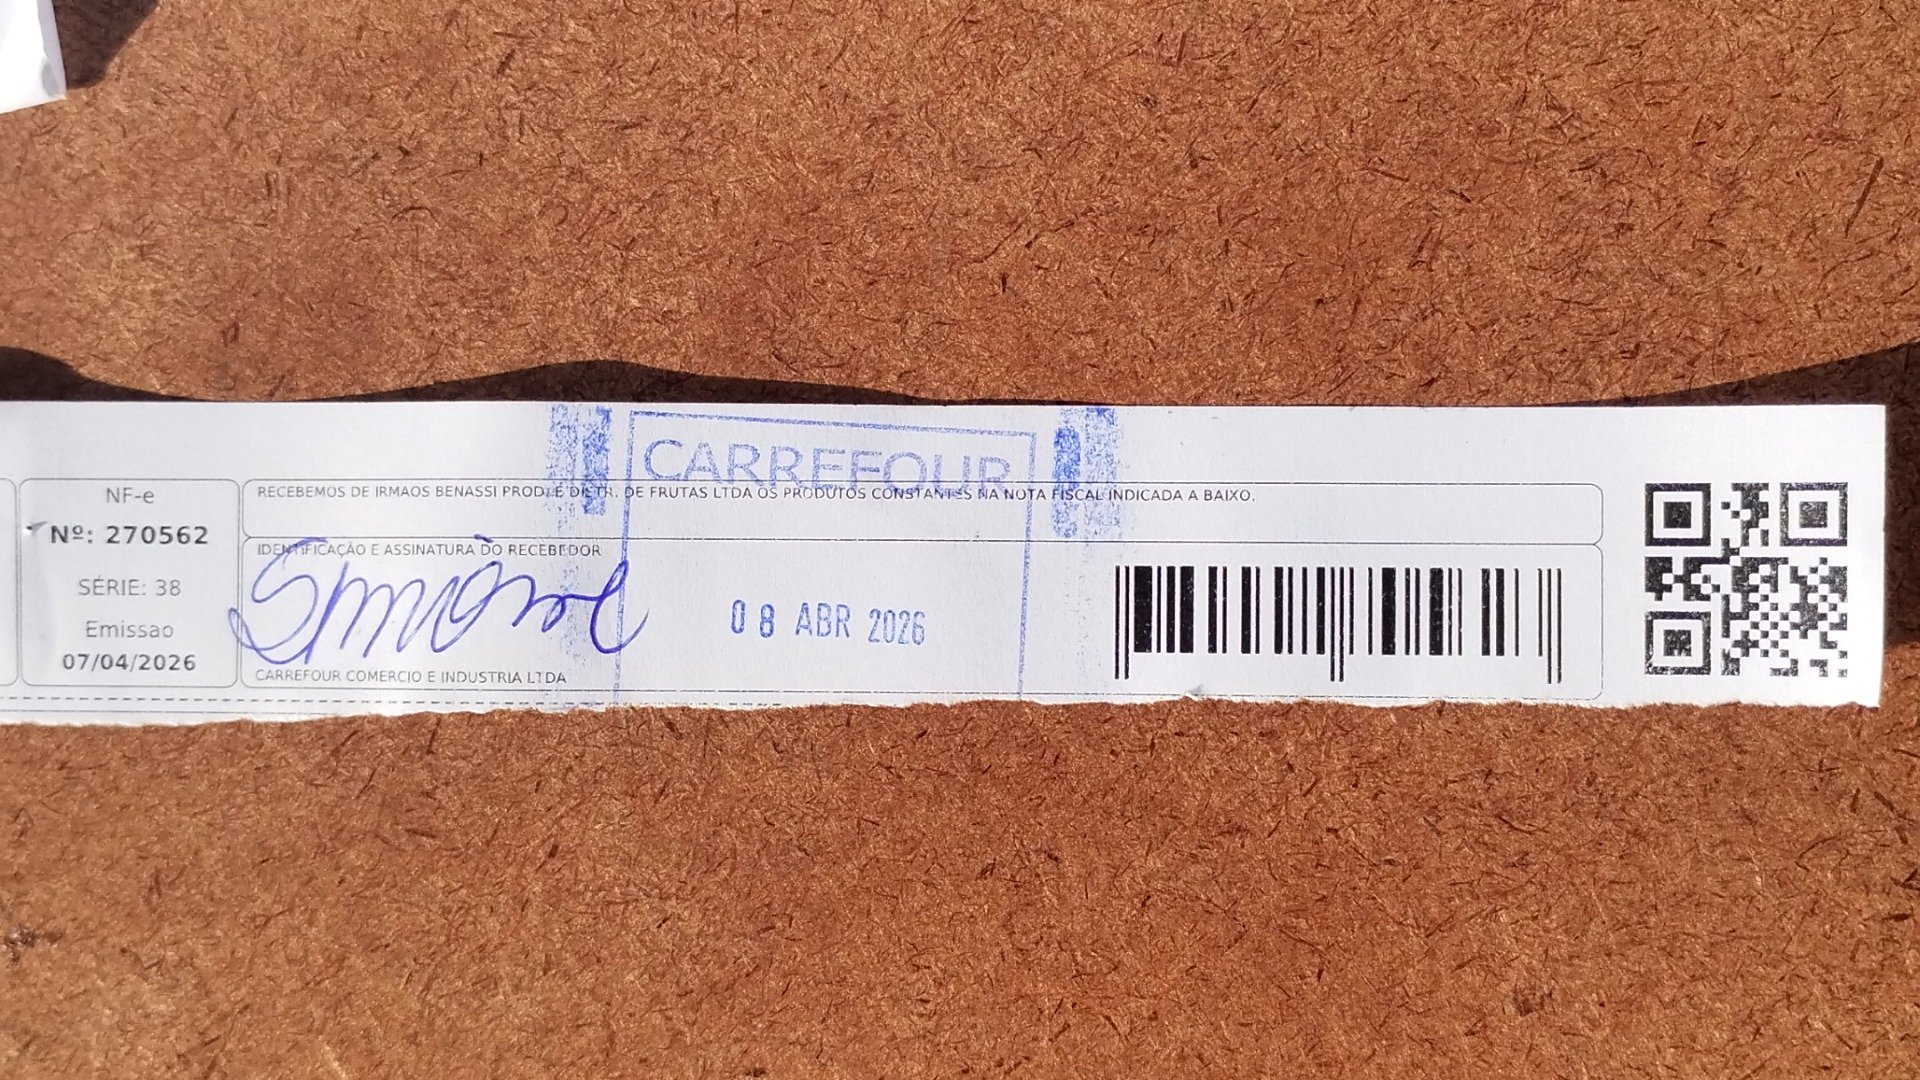 CARREFOUR
NF-e
Nº: 270562
SÉRIE: 38
Emissao
07/04/2026
RECEBEMOS DE IRMAOS BENASSI PROD. E DISTR. DE FRUTAS LTDA OS PRODUTOS CONSTANTES NA NOTA FISCAL INDICADA A BAIXO.
IDENTIFICAÇÃO E ASSINATURA DO RECEBEDOR
08 ABR 2026
CARREFOUR COMERCIO E INDUSTRIA LTDA